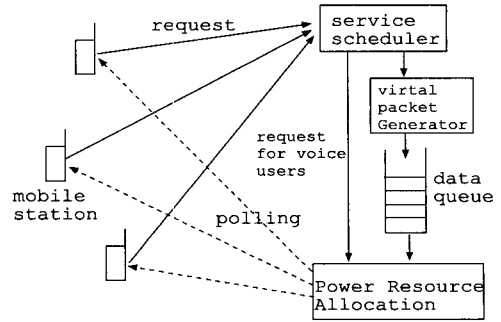 request
service
scheduler
virtal
packet
Generator
request
for voice
users
data
queue
mobile
station
polling
Power Resource
Allocation